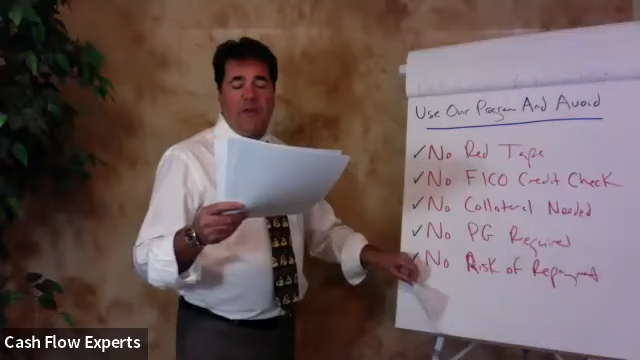 Use Our Program And Avoid
✓ No Red Tape
✓ No FICO Credit Check
✓ No Collateral Needed
✓ No PG Required
✓ No Risk of Repayment
Cash Flow Experts